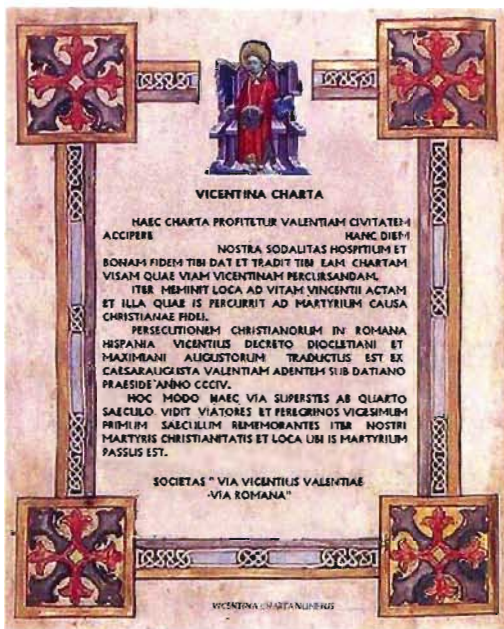 VICENTINA CHARTA
HAEC CHARTA PROFITETUR VALENTIAM CIVITATEM
ACCIPERE HANC DIEM
NOSTRA SODALITAS HOSPITIUM ET
BONAM FIDEM TIBI DAT ET TRADIT TIBI EAM CHARTAM
VISAM QUAE VIAM VICENTINAM PERCURSANDAM.
ITER MEMINIT LOCA AD VITAM VINCENTII ACTAM
ET ILLA QUAE IS PERCURRIT AD MARTYRIUM CAUSA
CHRISTIANAE FIDEI.
PERSECUTIONEM CHRISTIANORUM IN ROMANA
HISPANIA VICENTIUS DECRETO DIOCLETIANI ET
MAXIMIANI AUGUSTORUM TRADUCTUS EST EX
CAESARAUGUSTA VALENTIAM ADENTEM SUB DATIANO
PRAESIDE ANNO CCCIV.
HOC MODO HAEC VIA SUPERSTES AB QUARTO
SAECULO. VIDIT VIATORES ET PEREGRINOS VIGESIMUM
PRIMUM SAECULUM REMEMORANTES ITER NOSTRI
MARTYRIS CHRISTIANITATIS ET LOCA UBI IS MARTYRIUM
PASSUS EST.
SOCIETAS " VIA VICENTIUS VALENTIAE
-VIA ROMANA"
VICENTINA CHARTA